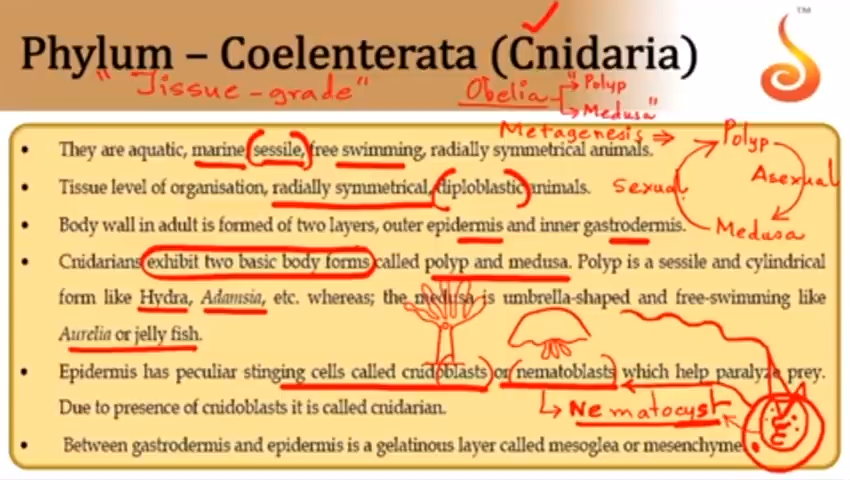 ™
Phylum – Coelenterata (Cnidaria)
"Tissue-grade"
Obelia → "Polyp
→ Medusa"
Metagenesis ⇒ Polyp
Asexual
Sexual
Medusa
• They are aquatic, marine (sessile,) free swimming, radially symmetrical animals.
• Tissue level of organisation, radially symmetrical, (diploblastic) animals.
• Body wall in adult is formed of two layers, outer epidermis and inner gastrodermis.
• Cnidarians exhibit two basic body forms called polyp and medusa. Polyp is a sessile and cylindrical
form like Hydra, Adamsia, etc. whereas; the medusa is umbrella-shaped and free-swimming like
Aurelia or jelly fish.
• Epidermis has peculiar stinging cells called cnidoblasts) or (nematoblasts) which help paralyze prey.
Due to presence of cnidoblasts it is called cnidarian.
↳ Nematocyst
• Between gastrodermis and epidermis is a gelatinous layer called mesoglea or mesenchyme